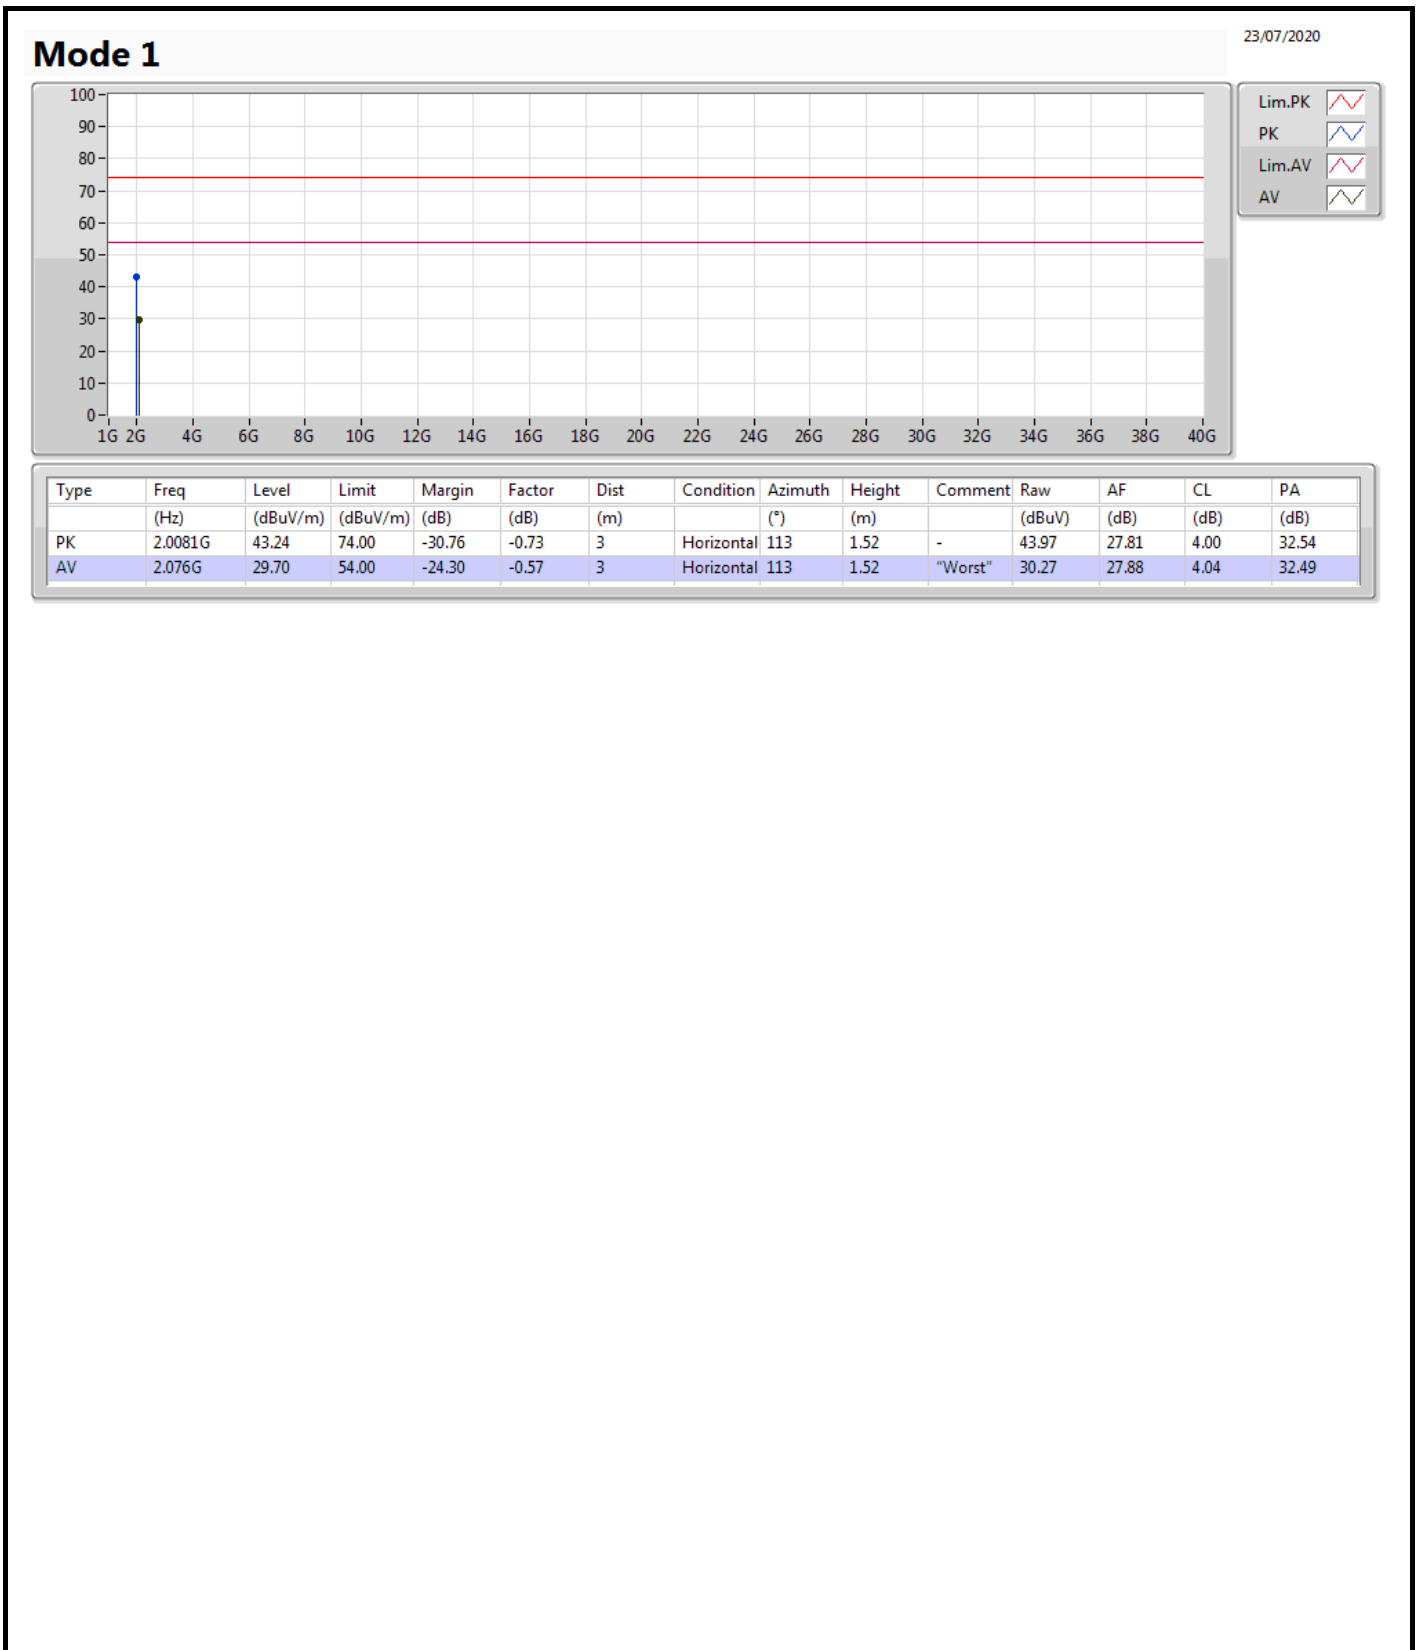 23/07/2020
Mode 1
100
90
80
70
60
50
40
30
20
10
0
1G 2G 4G 6G 8G 10G 12G 14G 16G 18G 20G 22G 24G 26G 28G 30G 32G 34G 36G 38G 40G
Lim.PK
PK
Lim.AV
AV
Type Freq Level Limit Margin Factor Dist Condition Azimuth Height Comment Raw AF CL PA
(Hz) (dBuV/m) (dBuV/m) (dB) (dB) (m) (°) (m) (dBuV) (dB) (dB) (dB)
PK 2.0081G 43.24 74.00 -30.76 -0.73 3 Horizontal 113 1.52 - 43.97 27.81 4.00 32.54
AV 2.076G 29.70 54.00 -24.30 -0.57 3 Horizontal 113 1.52 "Worst" 30.27 27.88 4.04 32.49